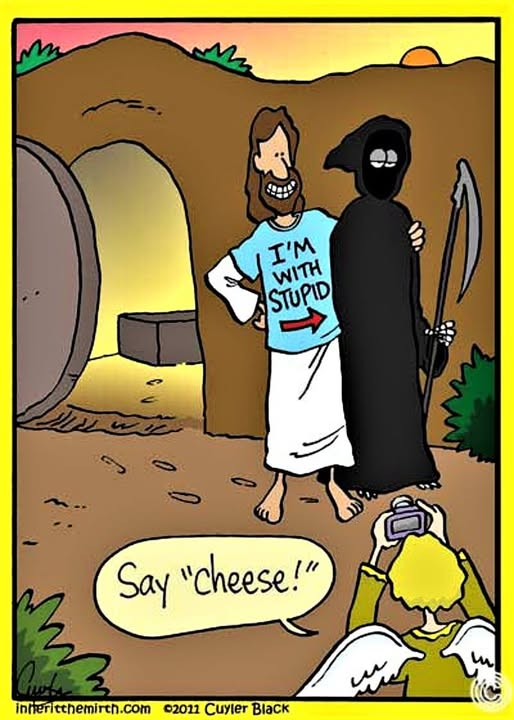 I'M
WITH
STUPID
Say "cheese!"
inheritthemirth.com ©2011 Cuyler Black